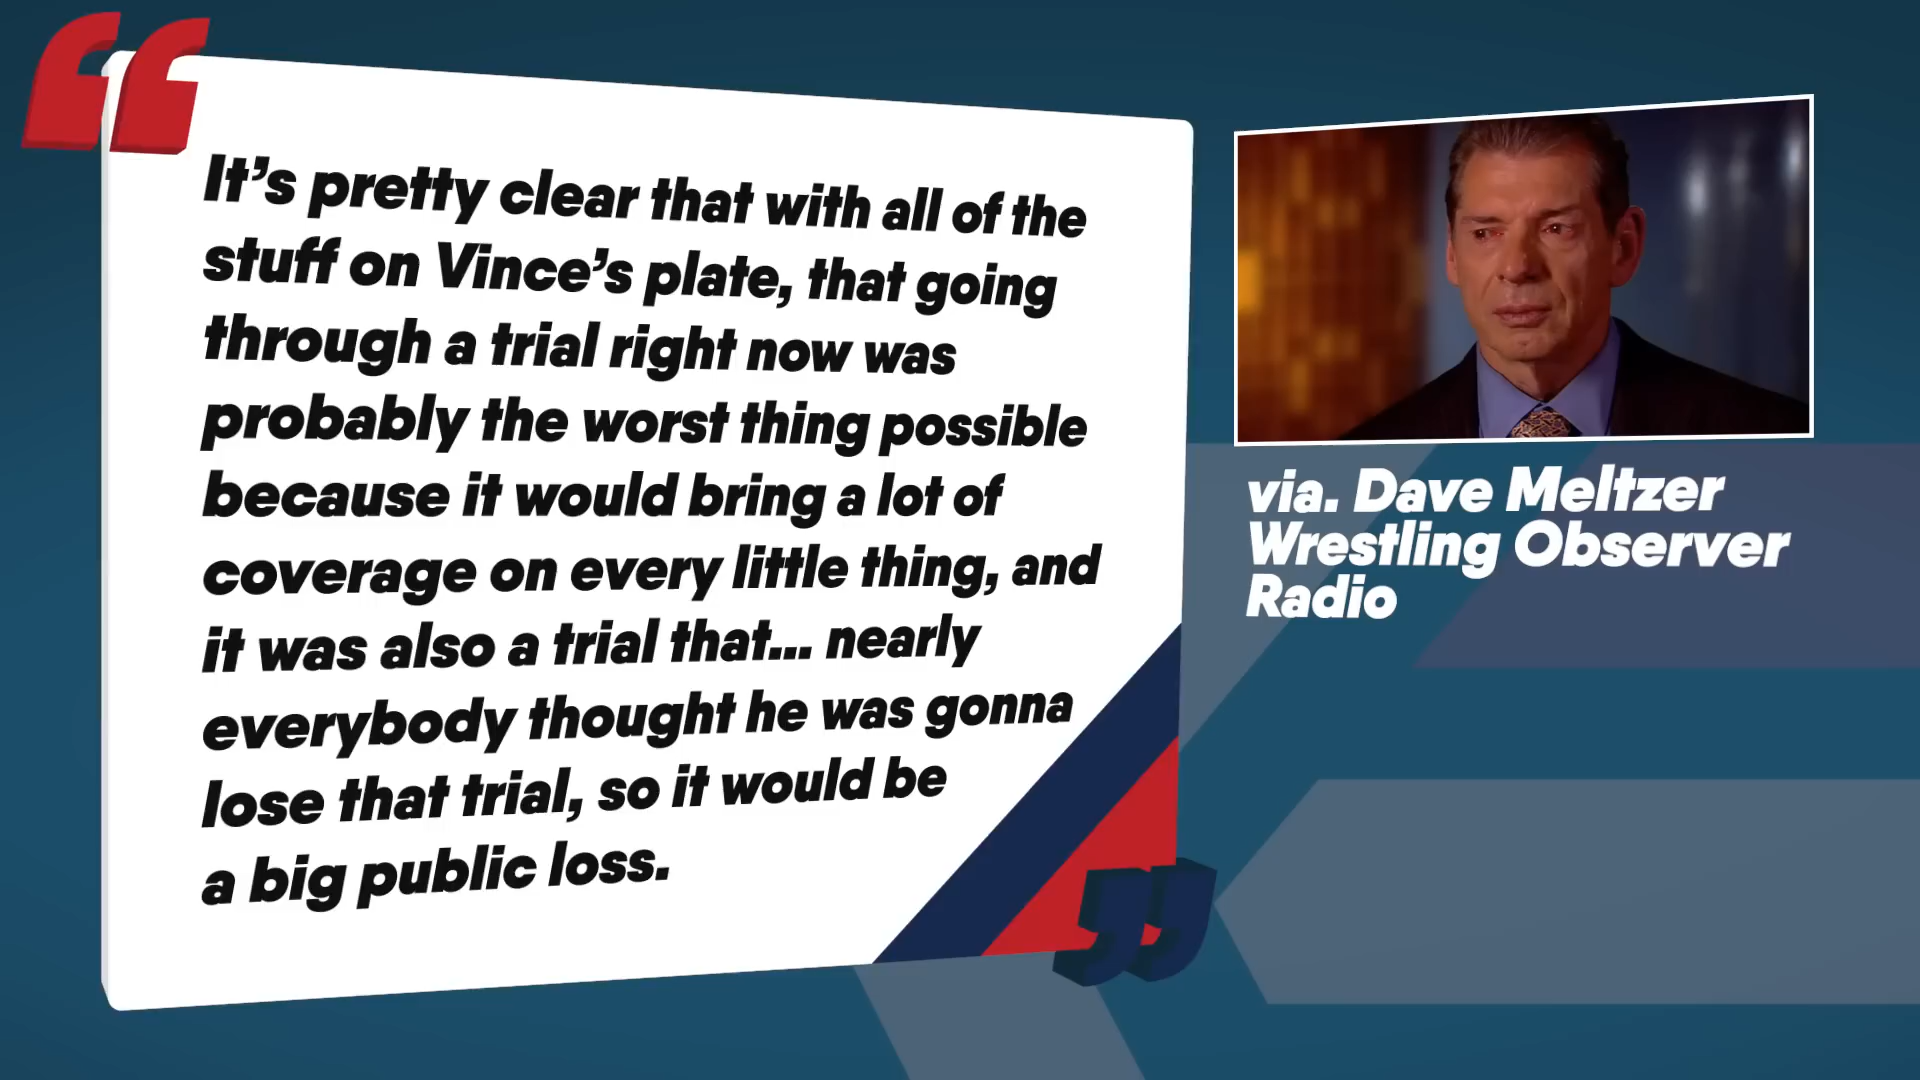 It’s pretty clear that with all of the
stuff on Vince’s plate, that going
through a trial right now was
probably the worst thing possible
because it would bring a lot of
coverage on every little thing, and
it was also a trial that... nearly
everybody thought he was gonna
lose that trial, so it would be
a big public loss.
via. Dave Meltzer
Wrestling Observer
Radio